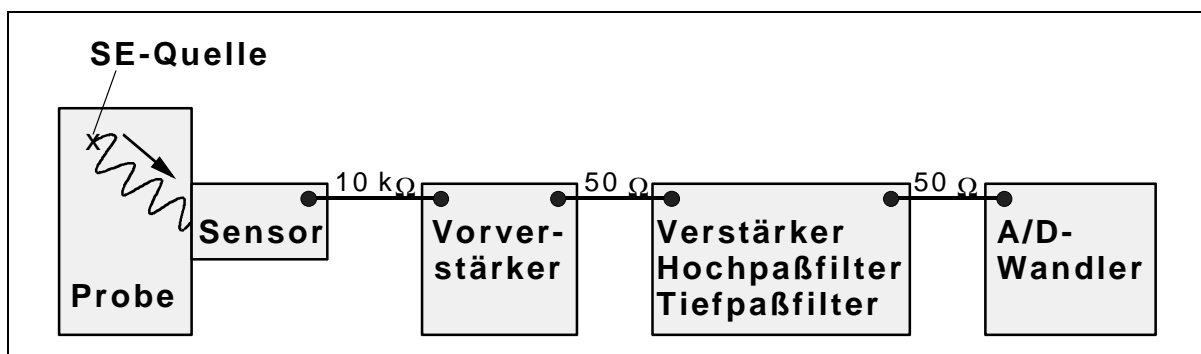 SE-Quelle
x
10 kΩ
50 Ω
50 Ω
Sensor
Vorver-
stärker
Verstärker
Hochpaßfilter
Tiefpaßfilter
A/D-
Wandler
Probe